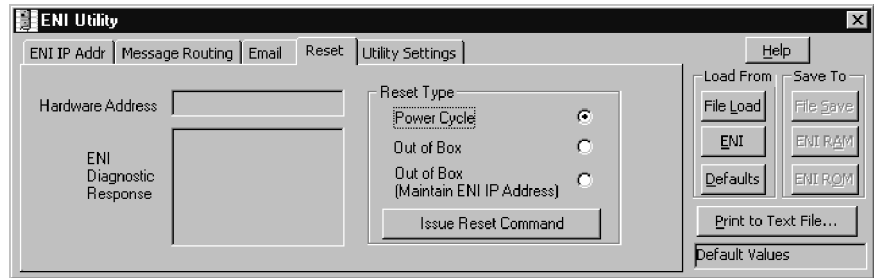 ENI Utility
ENI IP Addr Message Routing Email Reset Utility Settings
Help
Hardware Address
ENI
Diagnostic
Response
Reset Type
Power Cycle
Out of Box
Out of Box
(Maintain ENI IP Address)
Issue Reset Command
Load From
File Load
ENI
Defaults
Save To
File Save
ENI RAM
ENI ROM
Print to Text File...
Default Values